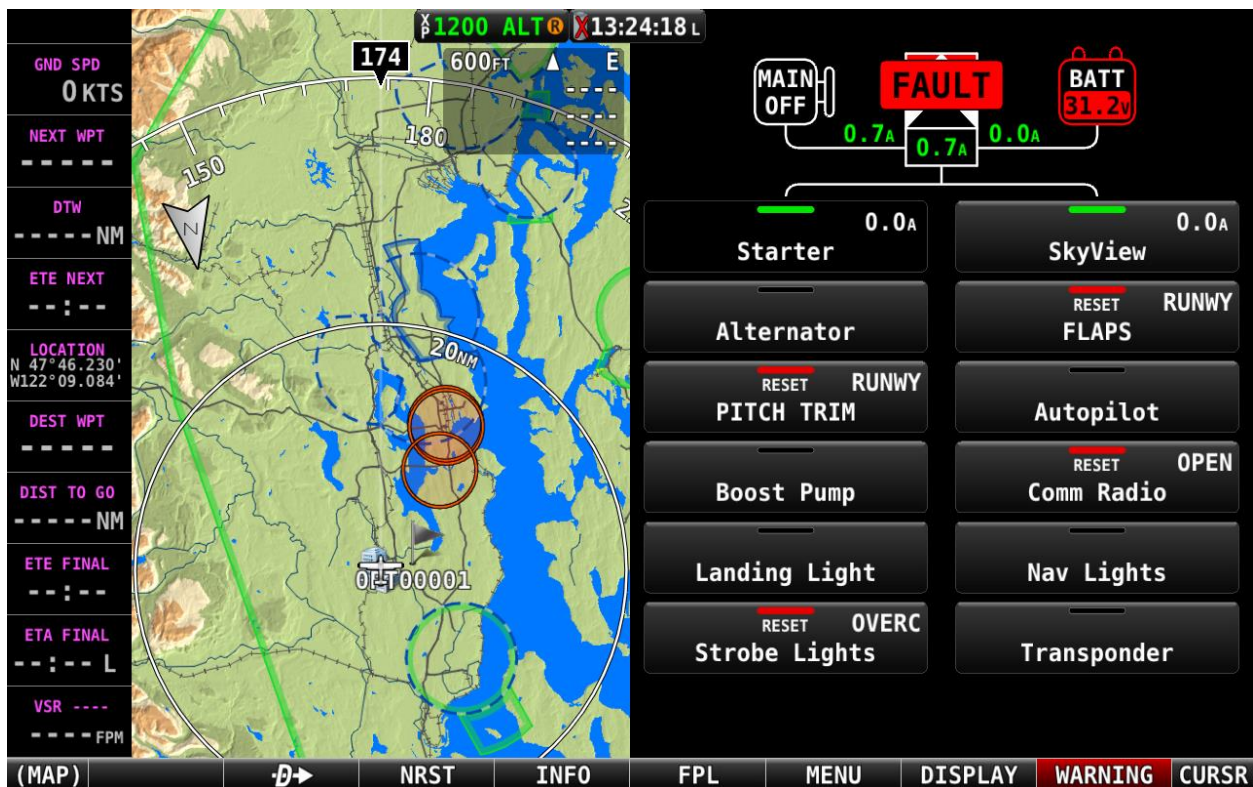 XP 1200 ALT R X 13:24:18 L
GND SPD
0 KTS
NEXT WPT
-----
DTW
-----NM
ETE NEXT
--:--
LOCATION
N 47°46.230'
W122°09.084'
DEST WPT
-----
DIST TO GO
-----NM
ETE FINAL
--:--
ETA FINAL
--:-- L
VSR ----
----FPM
174
600FT E
----
----
----
150
180
N
20NM
MAIN
OFF
FAULT
BATT
31.2V
0.7A
0.7A
0.0A
0.0A
Starter
0.0A
SkyView
Alternator
RESET RUNWY
FLAPS
RESET RUNWY
PITCH TRIM
Autopilot
Boost Pump
RESET OPEN
Comm Radio
Landing Light
Nav Lights
RESET OVERC
Strobe Lights
Transponder
(MAP) D NRST INFO FPL MENU DISPLAY WARNING CURSR